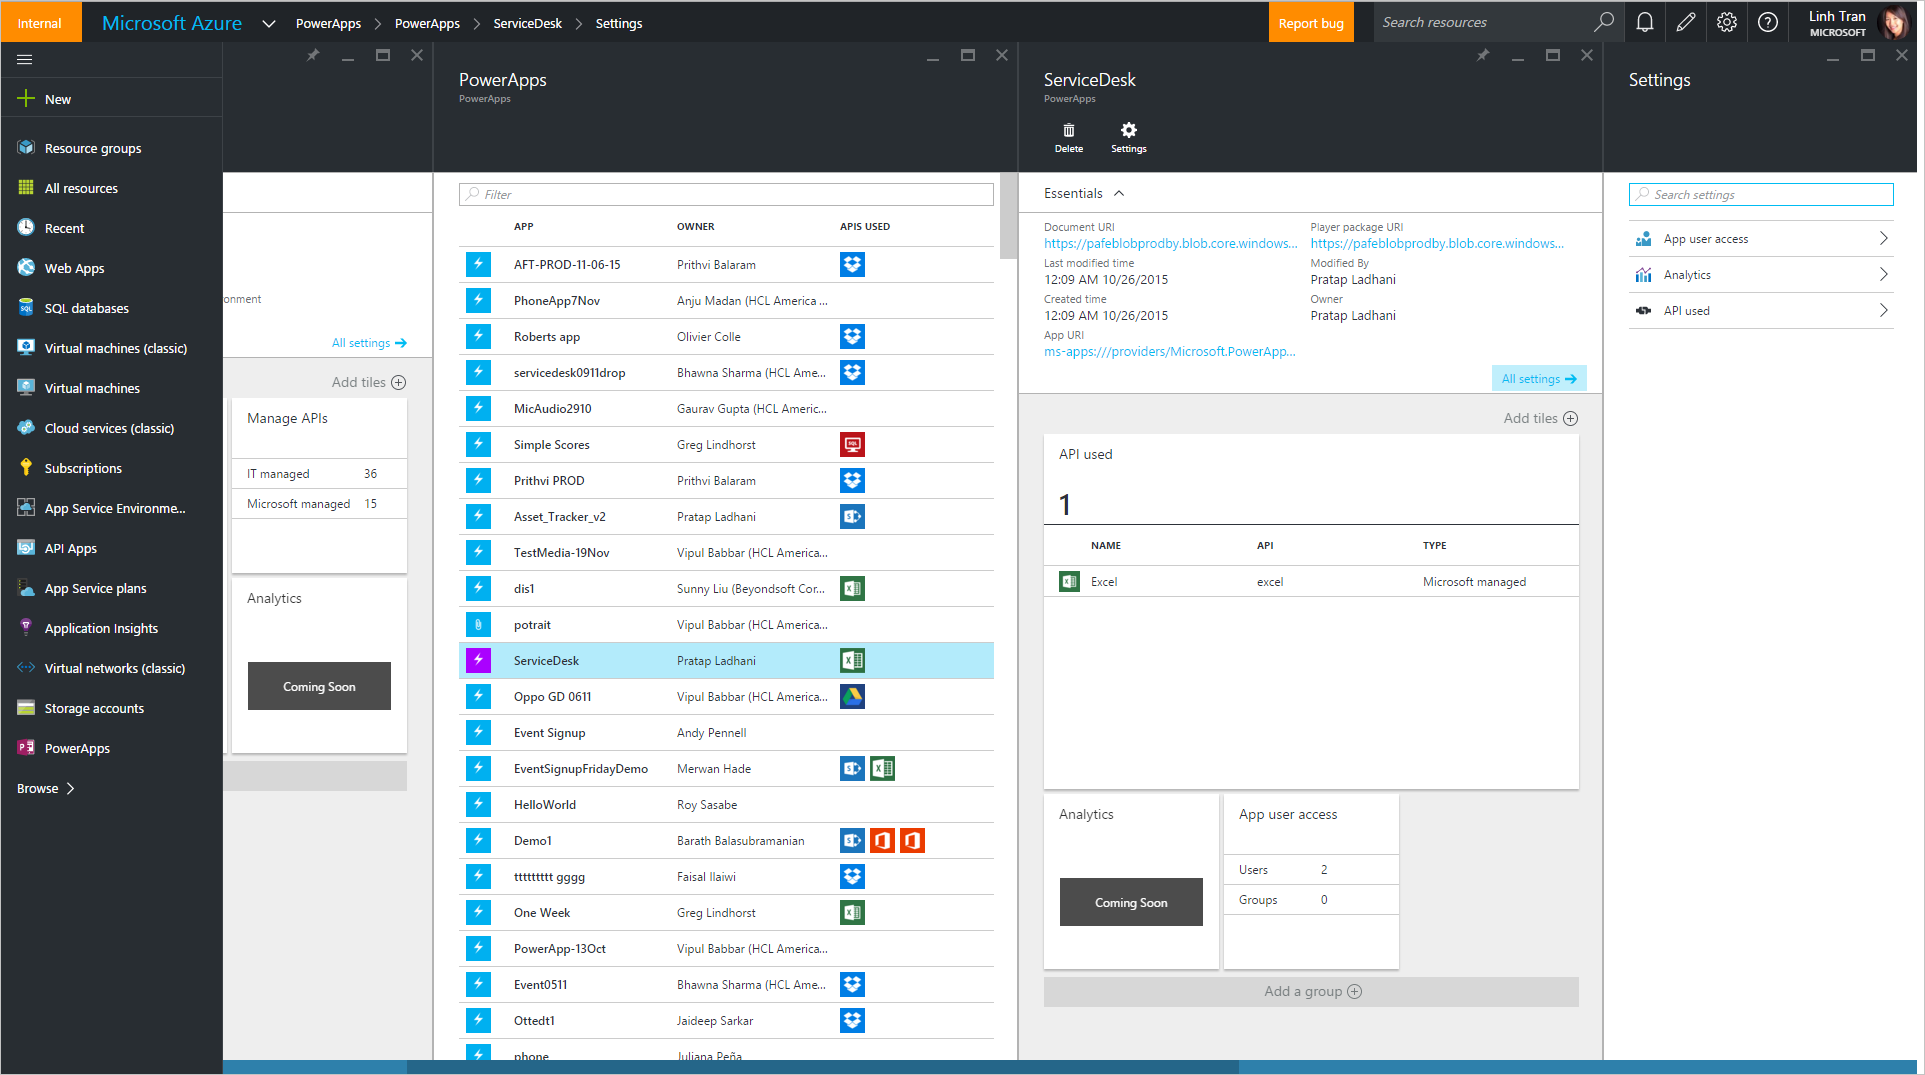 Internal
Microsoft Azure
PowerApps
PowerApps
ServiceDesk
Settings
Report bug
Search resources
Linh Tran
MICROSOFT
New
Resource groups
All resources
Recent
Web Apps
SQL databases
Virtual machines (classic)
Virtual machines
Cloud services (classic)
Subscriptions
App Service Environme...
API Apps
App Service plans
Application Insights
Virtual networks (classic)
Storage accounts
PowerApps
Browse
onment
All settings
Add tiles
Manage APIs
IT managed 36
Microsoft managed 15
Analytics
Coming Soon
PowerApps
PowerApps
Filter
APP OWNER APIS USED
AFT-PROD-11-06-15 Prithvi Balaram
PhoneApp7Nov Anju Madan (HCL America ...
Roberts app Olivier Colle
servicedesk0911drop Bhawna Sharma (HCL Ame...
MicAudio2910 Gaurav Gupta (HCL Americ...
Simple Scores Greg Lindhorst
Prithvi PROD Prithvi Balaram
Asset_Tracker_v2 Pratap Ladhani
TestMedia-19Nov Vipul Babbar (HCL America...
dis1 Sunny Liu (Beyondsoft Cor...
potrait Vipul Babbar (HCL America...
ServiceDesk Pratap Ladhani
Oppo GD 0611 Vipul Babbar (HCL America...
Event Signup Andy Pennell
EventSignupFridayDemo Merwan Hade
HelloWorld Roy Sasabe
Demo1 Barath Balasubramanian
ttttttttt gggg Faisal Ilaiwi
One Week Greg Lindhorst
PowerApp-13Oct Vipul Babbar (HCL America...
Event0511 Bhawna Sharma (HCL Ame...
Ottedt1 Jaideep Sarkar
phone Juliana Peña
ServiceDesk
PowerApps
Delete
Settings
Essentials
Document URI
https://pafeblobprodby.blob.core.windows...
Player package URI
https://pafeblobprodby.blob.core.windows...
Last modified time
12:09 AM 10/26/2015
Modified By
Pratap Ladhani
Created time
12:09 AM 10/26/2015
Owner
Pratap Ladhani
App URI
ms-apps:///providers/Microsoft.PowerApp...
All settings
Add tiles
API used
1
NAME API TYPE
Excel excel Microsoft managed
Analytics
Coming Soon
App user access
Users 2
Groups 0
Add a group
Settings
Search settings
App user access
Analytics
API used